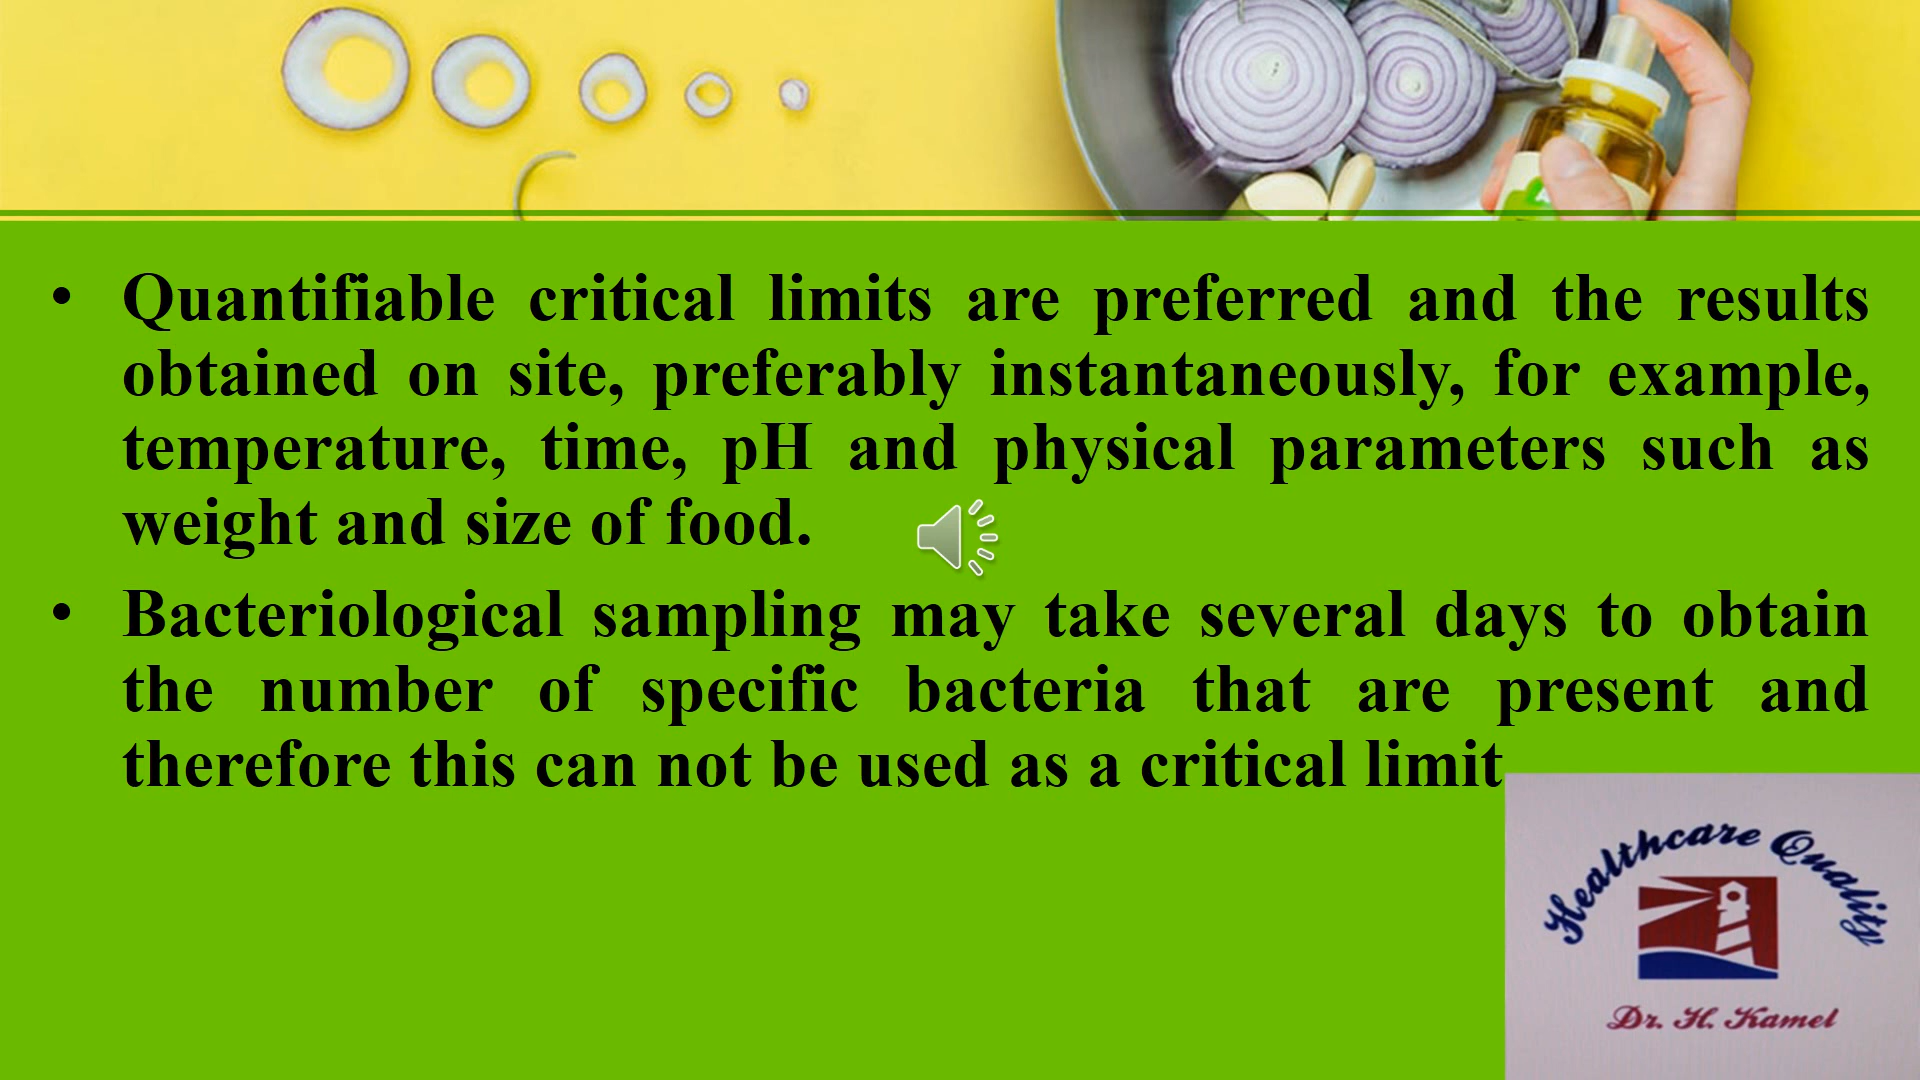 • Quantifiable critical limits are preferred and the results
obtained on site, preferably instantaneously, for example,
temperature, time, pH and physical parameters such as
weight and size of food.
• Bacteriological sampling may take several days to obtain
the number of specific bacteria that are present and
therefore this can not be used as a critical limit
Healthcare Quality
Dr. H. Kamel